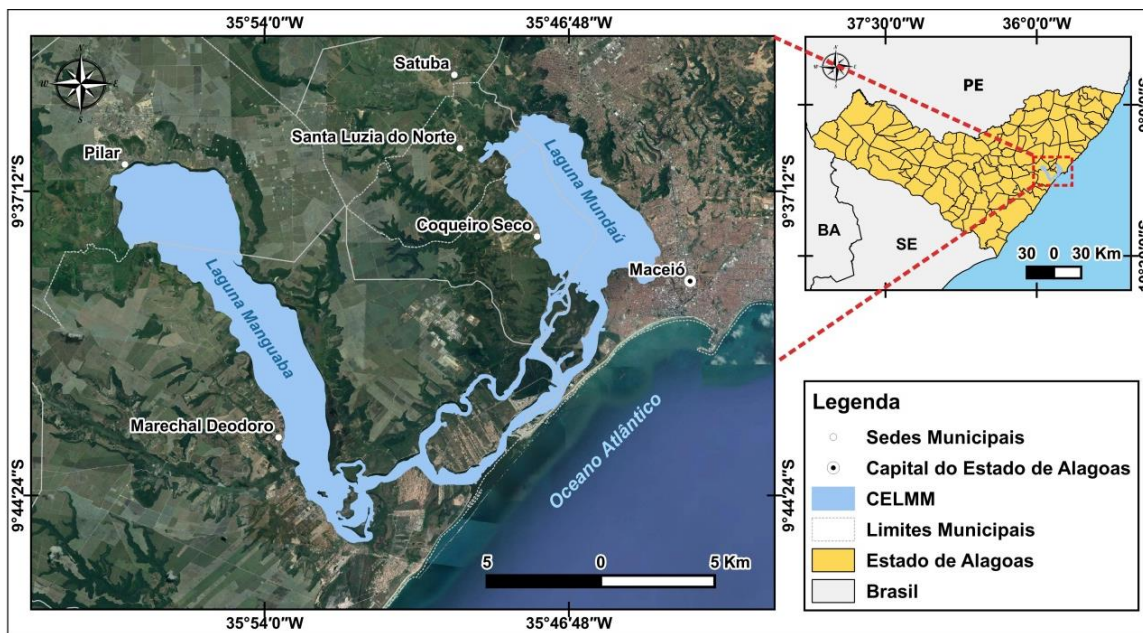 35°54'0"W
35°46'48"W
37°30'0"W
36°0'0"W
N
W
E
S
Satuba
Santa Luzia do Norte
Pilar
Laguna Mundaú
Coqueiro Seco
Maceió
Laguna Manguaba
Marechal Deodoro
Oceano Atlântico
5 0 5 Km
9°37'12"S
9°44'24"S
9°37'12"S
9°44'24"S
35°54'0"W
35°46'48"W
N
W
E
S
PE
BA
SE
30 0 30 Km
Legenda
Sedes Municipais
Capital do Estado de Alagoas
CELMM
Limites Municipais
Estado de Alagoas
Brasil